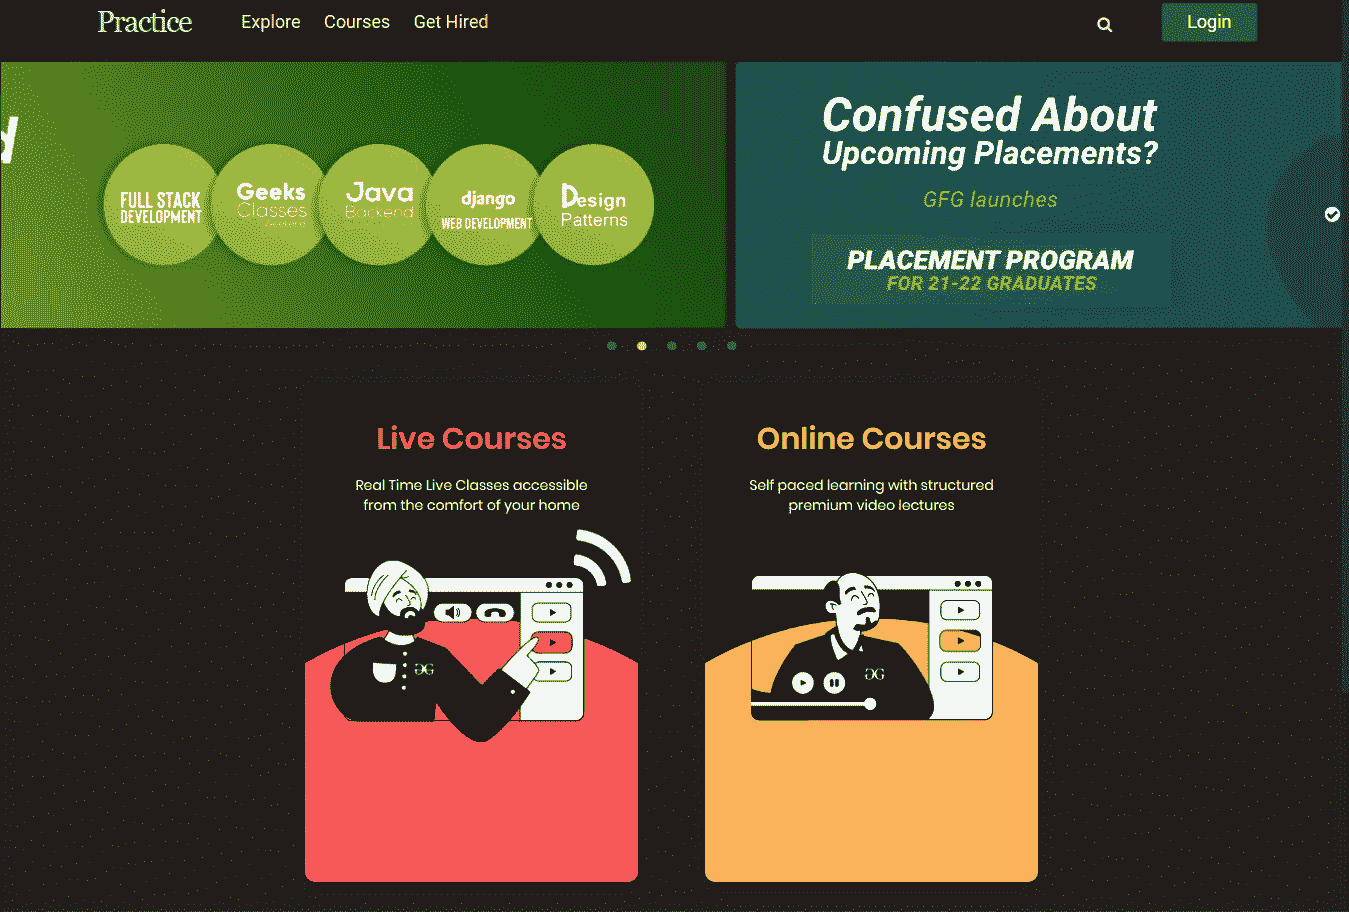 Practice
Explore
Courses
Get Hired
Login
FULL STACK
DEVELOPMENT
Geeks
Classes
Java
Backend
django
WEB DEVELOPMENT
Design
Patterns
Confused About
Upcoming Placements?
GFG launches
PLACEMENT PROGRAM
FOR 21-22 GRADUATES
Live Courses
Real Time Live Classes accessible
from the comfort of your home
Online Courses
Self paced learning with structured
premium video lectures